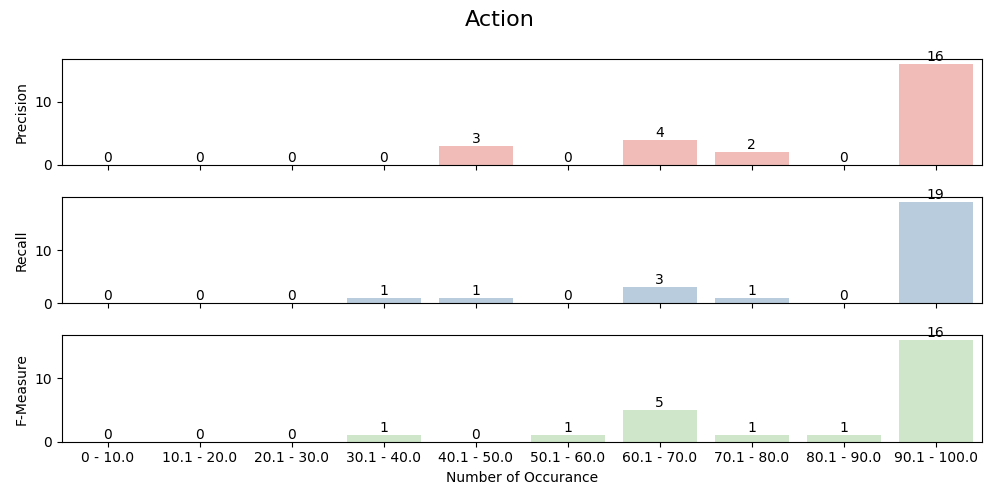 Action
Precision
10
0
0 0 0 0 3 0 4 2 0 16
Recall
10
0
0 0 0 1 1 0 3 1 0 19
F-Measure
10
0
0 0 0 1 0 1 5 1 1 16
0 - 10.0 10.1 - 20.0 20.1 - 30.0 30.1 - 40.0 40.1 - 50.0 50.1 - 60.0 60.1 - 70.0 70.1 - 80.0 80.1 - 90.0 90.1 - 100.0
Number of Occurance